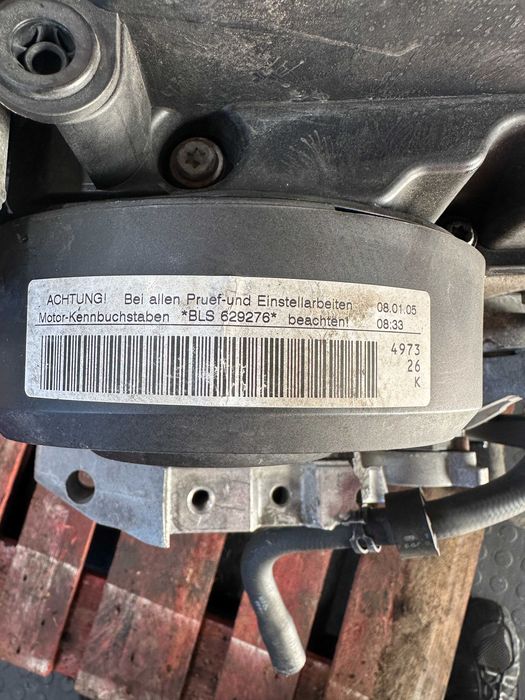 ACHTUNG! Bei allen Pruef-und Einstellarbeiten 08.01.05
Motor-Kennbuchstaben *BLS 629276* beachten! 08:33
4973
26
K